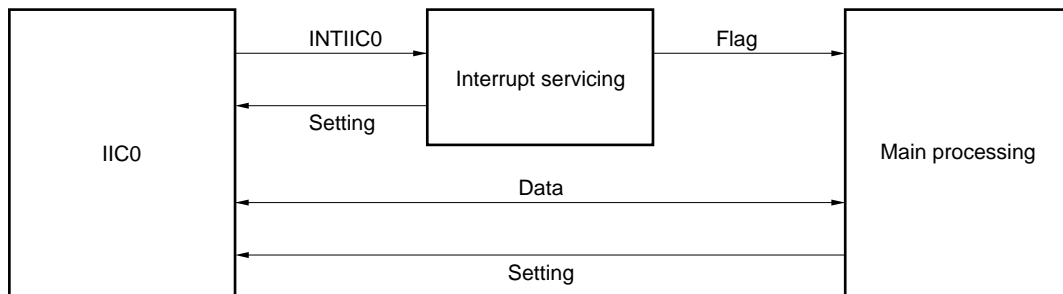 INTIIC0
Flag
Interrupt servicing
Setting
IIC0
Main processing
Data
Setting